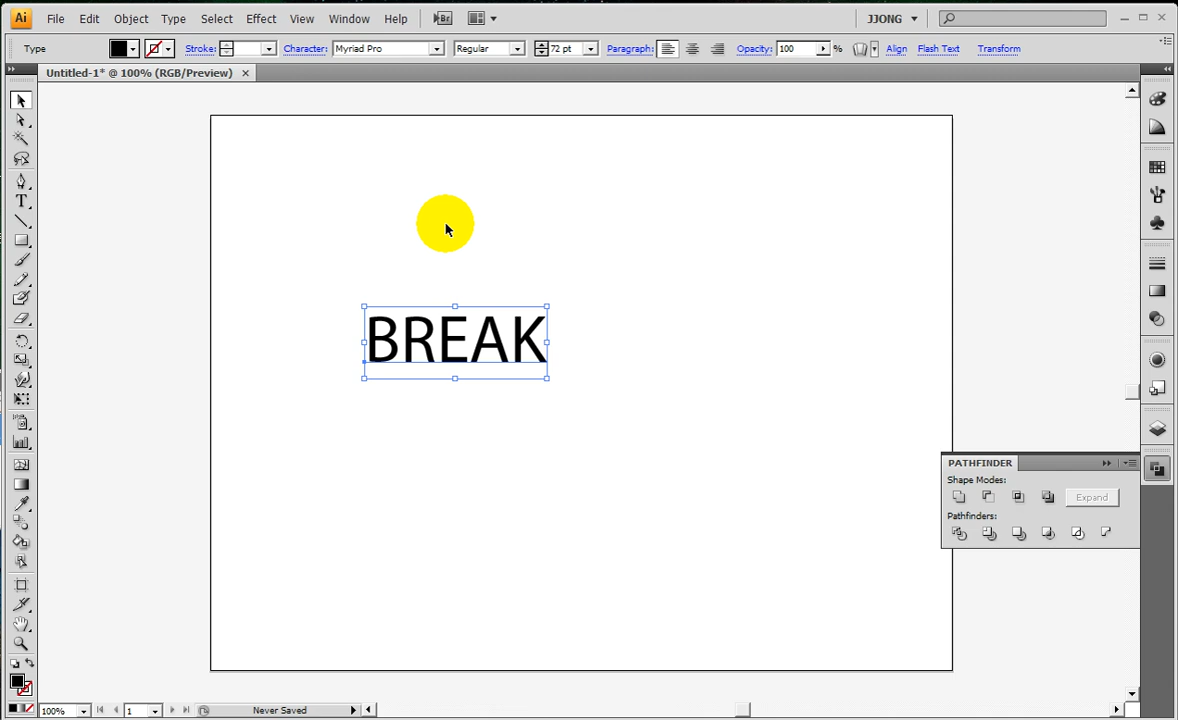 Ai File Edit Object Type Select Effect View Window Help Br JJONG
Type Stroke: Character: Myriad Pro Regular 72 pt Paragraph: Opacity: 100 % Align Flash Text Transform
Untitled-1* @ 100% (RGB/Preview)
T
BREAK
PATHFINDER
Shape Modes:
Expand
Pathfinders:
100% 1 Never Saved